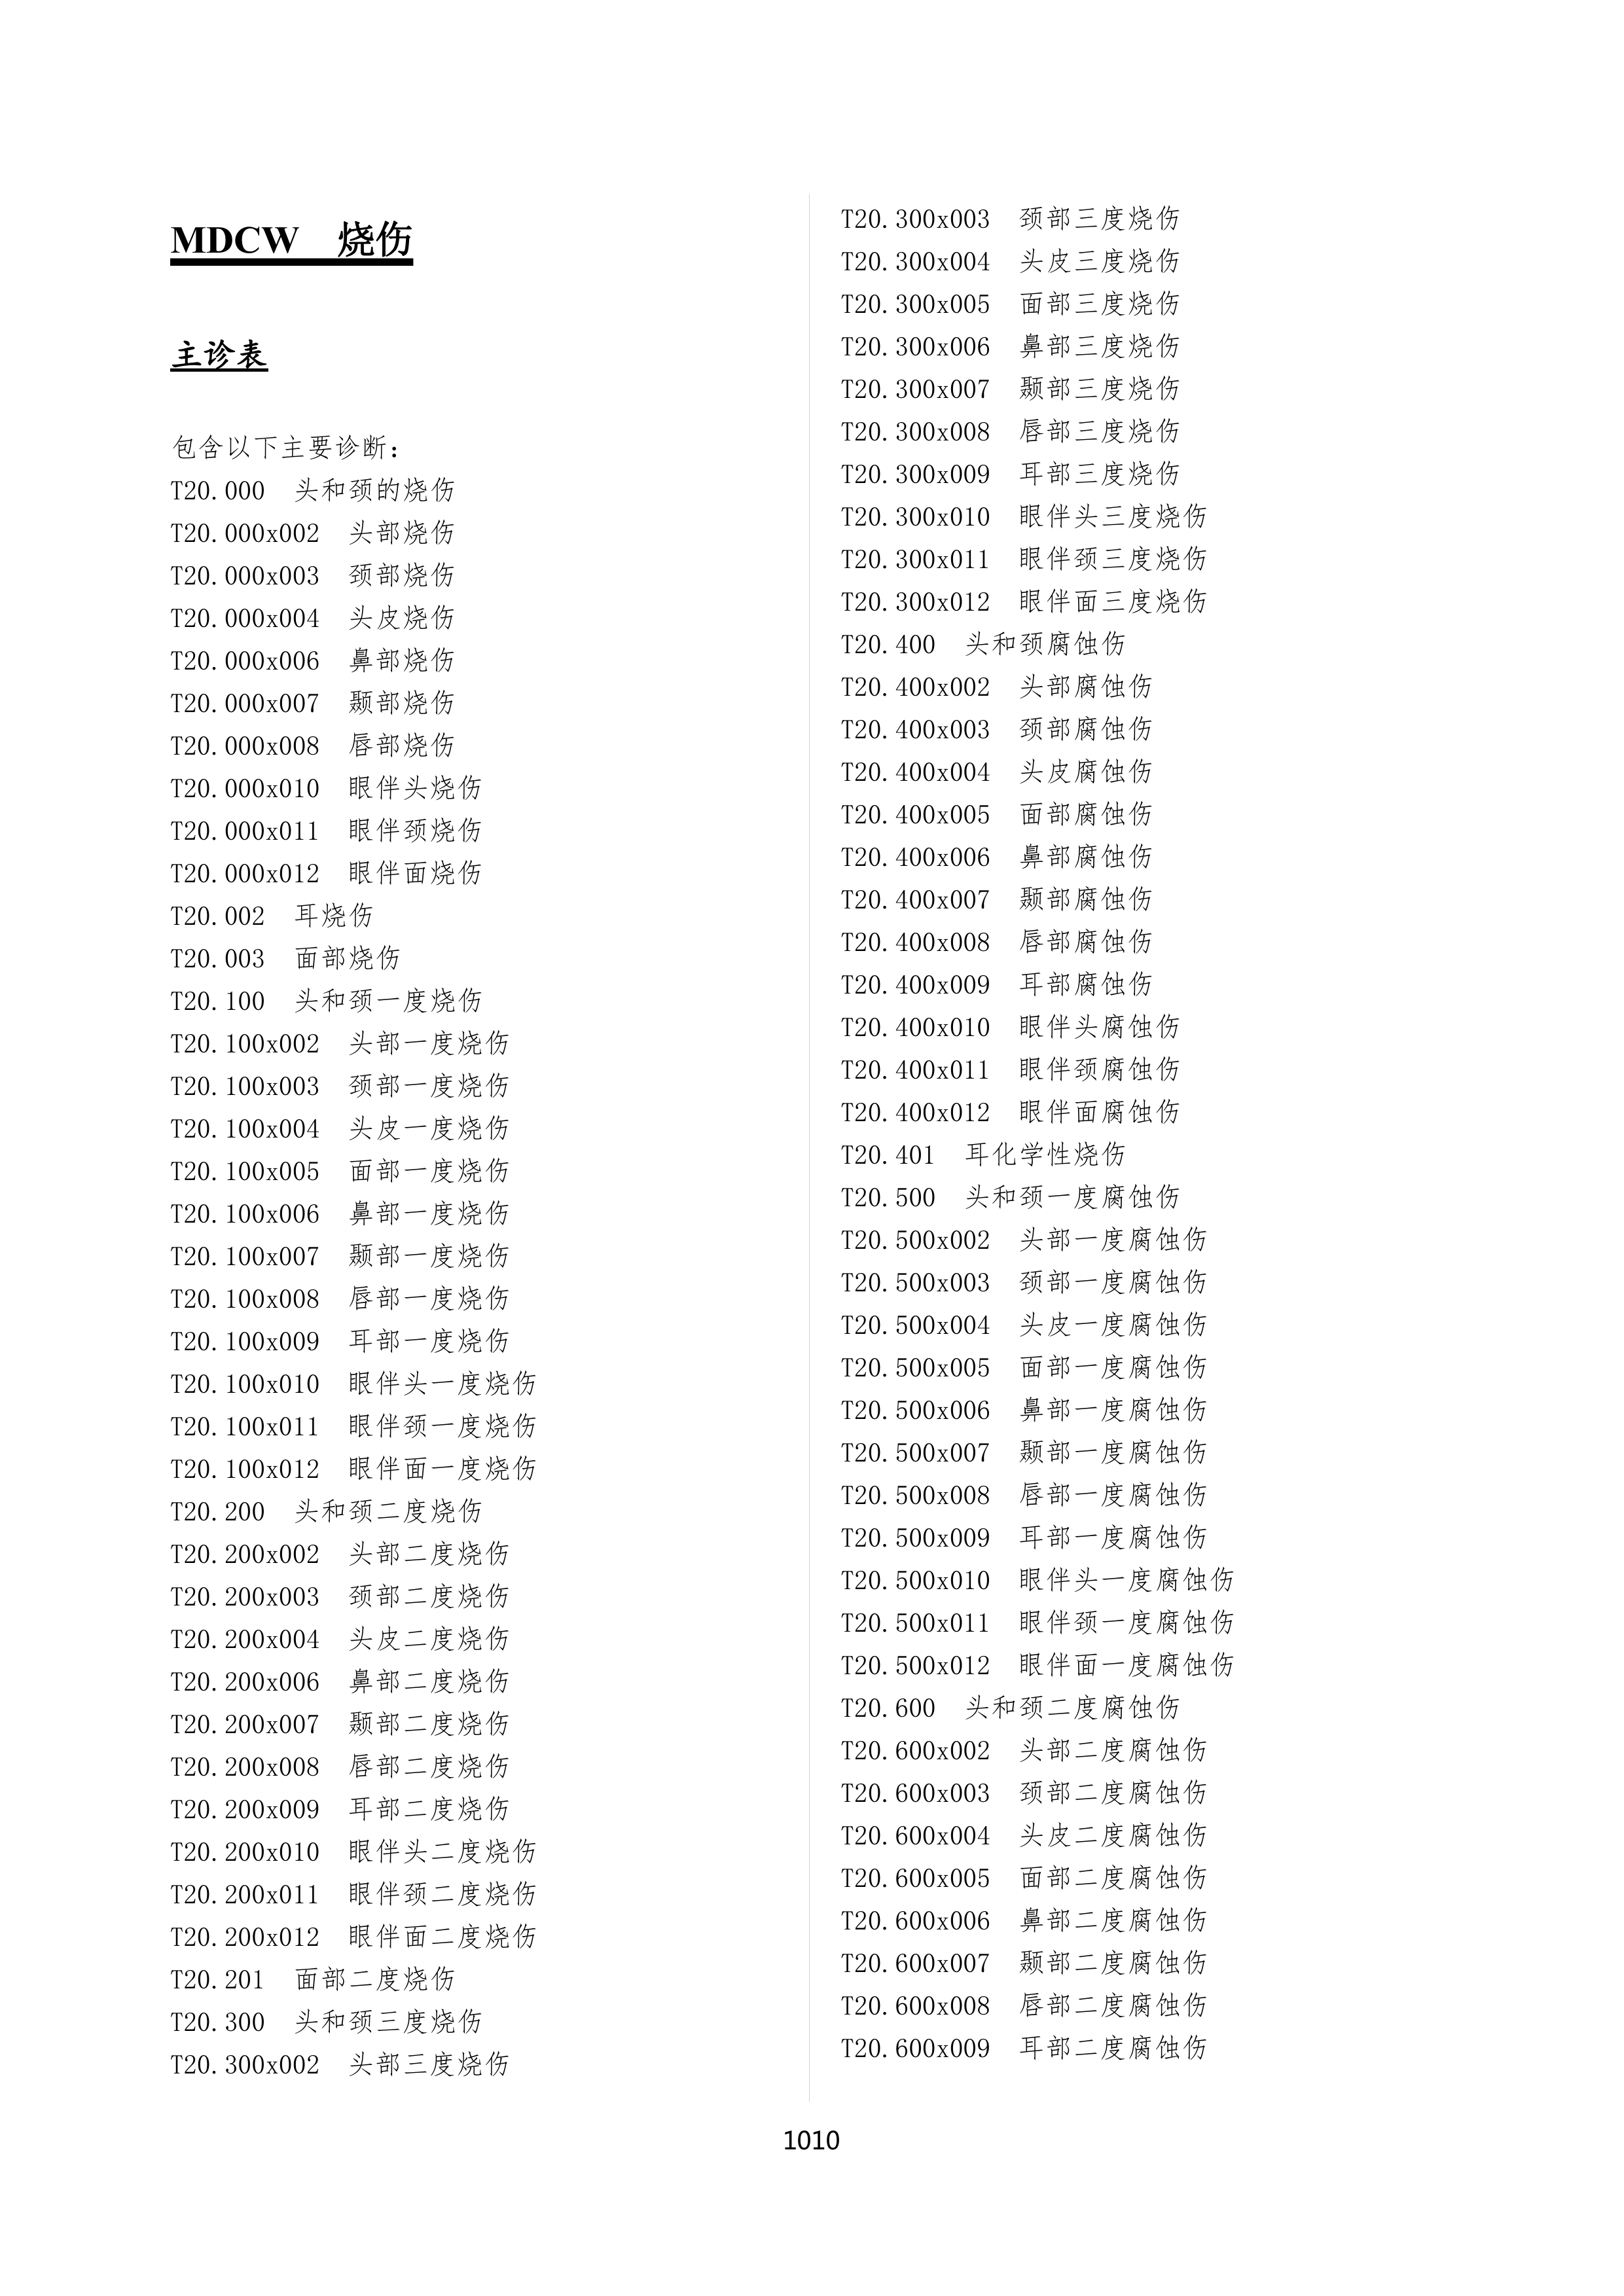 MDCW　烧伤
主诊表
包含以下主要诊断：
T20.000　头和颈的烧伤
T20.000x002　头部烧伤
T20.000x003　颈部烧伤
T20.000x004　头皮烧伤
T20.000x006　鼻部烧伤
T20.000x007　颞部烧伤
T20.000x008　唇部烧伤
T20.000x010　眼伴头烧伤
T20.000x011　眼伴颈烧伤
T20.000x012　眼伴面烧伤
T20.002　耳烧伤
T20.003　面部烧伤
T20.100　头和颈一度烧伤
T20.100x002　头部一度烧伤
T20.100x003　颈部一度烧伤
T20.100x004　头皮一度烧伤
T20.100x005　面部一度烧伤
T20.100x006　鼻部一度烧伤
T20.100x007　颞部一度烧伤
T20.100x008　唇部一度烧伤
T20.100x009　耳部一度烧伤
T20.100x010　眼伴头一度烧伤
T20.100x011　眼伴颈一度烧伤
T20.100x012　眼伴面一度烧伤
T20.200　头和颈二度烧伤
T20.200x002　头部二度烧伤
T20.200x003　颈部二度烧伤
T20.200x004　头皮二度烧伤
T20.200x006　鼻部二度烧伤
T20.200x007　颞部二度烧伤
T20.200x008　唇部二度烧伤
T20.200x009　耳部二度烧伤
T20.200x010　眼伴头二度烧伤
T20.200x011　眼伴颈二度烧伤
T20.200x012　眼伴面二度烧伤
T20.201　面部二度烧伤
T20.300　头和颈三度烧伤
T20.300x002　头部三度烧伤
T20.300x003　颈部三度烧伤
T20.300x004　头皮三度烧伤
T20.300x005　面部三度烧伤
T20.300x006　鼻部三度烧伤
T20.300x007　颞部三度烧伤
T20.300x008　唇部三度烧伤
T20.300x009　耳部三度烧伤
T20.300x010　眼伴头三度烧伤
T20.300x011　眼伴颈三度烧伤
T20.300x012　眼伴面三度烧伤
T20.400　头和颈腐蚀伤
T20.400x002　头部腐蚀伤
T20.400x003　颈部腐蚀伤
T20.400x004　头皮腐蚀伤
T20.400x005　面部腐蚀伤
T20.400x006　鼻部腐蚀伤
T20.400x007　颞部腐蚀伤
T20.400x008　唇部腐蚀伤
T20.400x009　耳部腐蚀伤
T20.400x010　眼伴头腐蚀伤
T20.400x011　眼伴颈腐蚀伤
T20.400x012　眼伴面腐蚀伤
T20.401　耳化学性烧伤
T20.500　头和颈一度腐蚀伤
T20.500x002　头部一度腐蚀伤
T20.500x003　颈部一度腐蚀伤
T20.500x004　头皮一度腐蚀伤
T20.500x005　面部一度腐蚀伤
T20.500x006　鼻部一度腐蚀伤
T20.500x007　颞部一度腐蚀伤
T20.500x008　唇部一度腐蚀伤
T20.500x009　耳部一度腐蚀伤
T20.500x010　眼伴头一度腐蚀伤
T20.500x011　眼伴颈一度腐蚀伤
T20.500x012　眼伴面一度腐蚀伤
T20.600　头和颈二度腐蚀伤
T20.600x002　头部二度腐蚀伤
T20.600x003　颈部二度腐蚀伤
T20.600x004　头皮二度腐蚀伤
T20.600x005　面部二度腐蚀伤
T20.600x006　鼻部二度腐蚀伤
T20.600x007　颞部二度腐蚀伤
T20.600x008　唇部二度腐蚀伤
T20.600x009　耳部二度腐蚀伤
1010